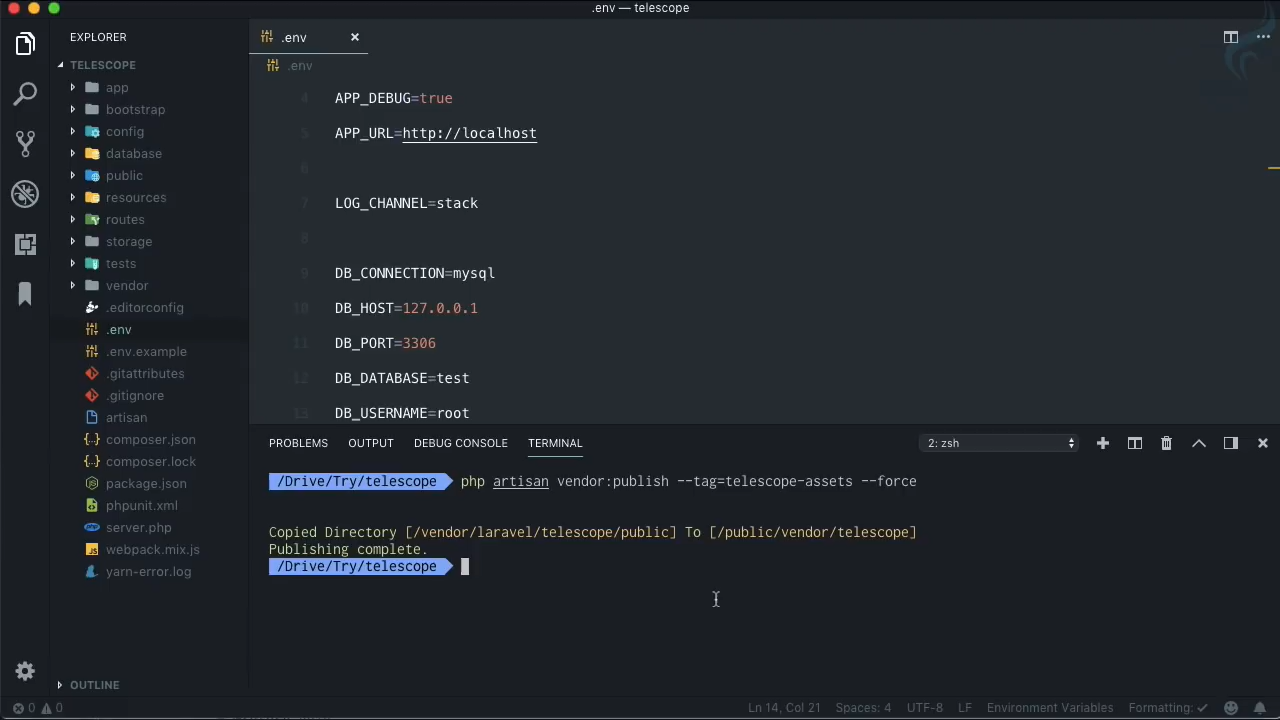 .env — telescope
EXPLORER
TELESCOPE
app
bootstrap
config
database
public
resources
routes
storage
tests
vendor
.editorconfig
.env
.env.example
.gitattributes
.gitignore
artisan
composer.json
composer.lock
package.json
phpunit.xml
server.php
webpack.mix.js
yarn-error.log
OUTLINE
.env
.env
4 APP_DEBUG=true
5 APP_URL=http://localhost
6
7 LOG_CHANNEL=stack
8
9 DB_CONNECTION=mysql
10 DB_HOST=127.0.0.1
11 DB_PORT=3306
12 DB_DATABASE=test
13 DB_USERNAME=root
PROBLEMS OUTPUT DEBUG CONSOLE TERMINAL 2: zsh
/Drive/Try/telescope php artisan vendor:publish --tag=telescope-assets --force
Copied Directory [/vendor/laravel/telescope/public] To [/public/vendor/telescope]
Publishing complete.
/Drive/Try/telescope
0 0 Ln 14, Col 21 Spaces: 4 UTF-8 LF Environment Variables Formatting: ✓